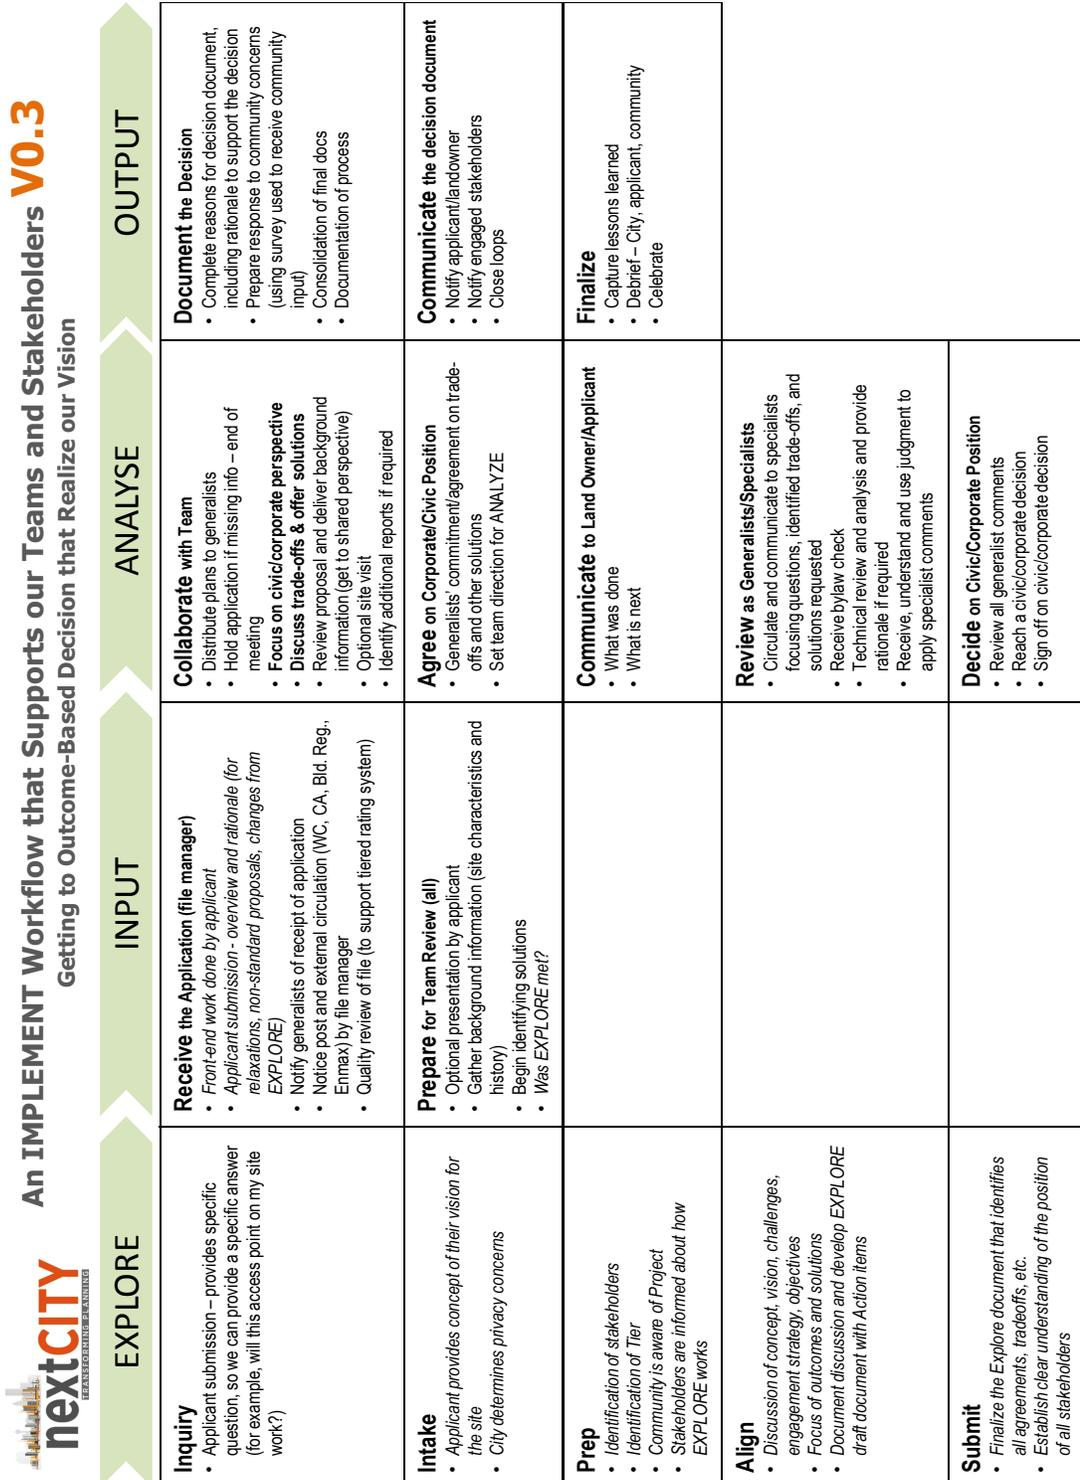 nextCITY
TRANSFORMING PLANNING
An IMPLEMENT Workflow that Supports our Teams and Stakeholders V0.3
Getting to Outcome-Based Decision that Realize our Vision
EXPLORE
INPUT
ANALYSE
OUTPUT
Inquiry
• Applicant submission – provides specific
question, so we can provide a specific answer
(for example, will this access point on my site
work?)
Receive the Application (file manager)
• Front-end work done by applicant
• Applicant submission - overview and rationale (for
relaxations, non-standard proposals, changes from
EXPLORE)
• Notify generalists of receipt of application
• Notice post and external circulation (WC, CA, Bld. Reg.,
Enmax) by file manager
• Quality review of file (to support tiered rating system)
Collaborate with Team
• Distribute plans to generalists
• Hold application if missing info – end of
meeting
• Focus on civic/corporate perspective
• Discuss trade-offs & offer solutions
• Review proposal and deliver background
information (get to shared perspective)
• Optional site visit
• Identify additional reports if required
Document the Decision
• Complete reasons for decision document,
including rationale to support the decision
• Prepare response to community concerns
(using survey used to receive community
input)
• Consolidation of final docs
• Documentation of process
Intake
• Applicant provides concept of their vision for
the site
• City determines privacy concerns
Prepare for Team Review (all)
• Optional presentation by applicant
• Gather background information (site characteristics and
history)
• Begin identifying solutions
• Was EXPLORE met?
Agree on Corporate/Civic Position
• Generalists' commitment/agreement on trade-
offs and other solutions
• Set team direction for ANALYZE
Communicate the decision document
• Notify applicant/landowner
• Notify engaged stakeholders
• Close loops
Prep
• Identification of stakeholders
• Identification of Tier
• Community is aware of Project
• Stakeholders are informed about how
EXPLORE works
Communicate to Land Owner/Applicant
• What was done
• What is next
Finalize
• Capture lessons learned
• Debrief – City, applicant, community
• Celebrate
Align
• Discussion of concept, vision, challenges,
engagement strategy, objectives
• Focus of outcomes and solutions
• Document discussion and develop EXPLORE
draft document with Action items
Review as Generalists/Specialists
• Circulate and communicate to specialists
focusing questions, identified trade-offs, and
solutions requested
• Receive bylaw check
• Technical review and analysis and provide
rationale if required
• Receive, understand and use judgment to
apply specialist comments
Submit
• Finalize the Explore document that identifies
all agreements, tradeoffs, etc.
• Establish clear understanding of the position
of all stakeholders
Decide on Civic/Corporate Position
• Review all generalist comments
• Reach a civic/corporate decision
• Sign off on civic/corporate decision